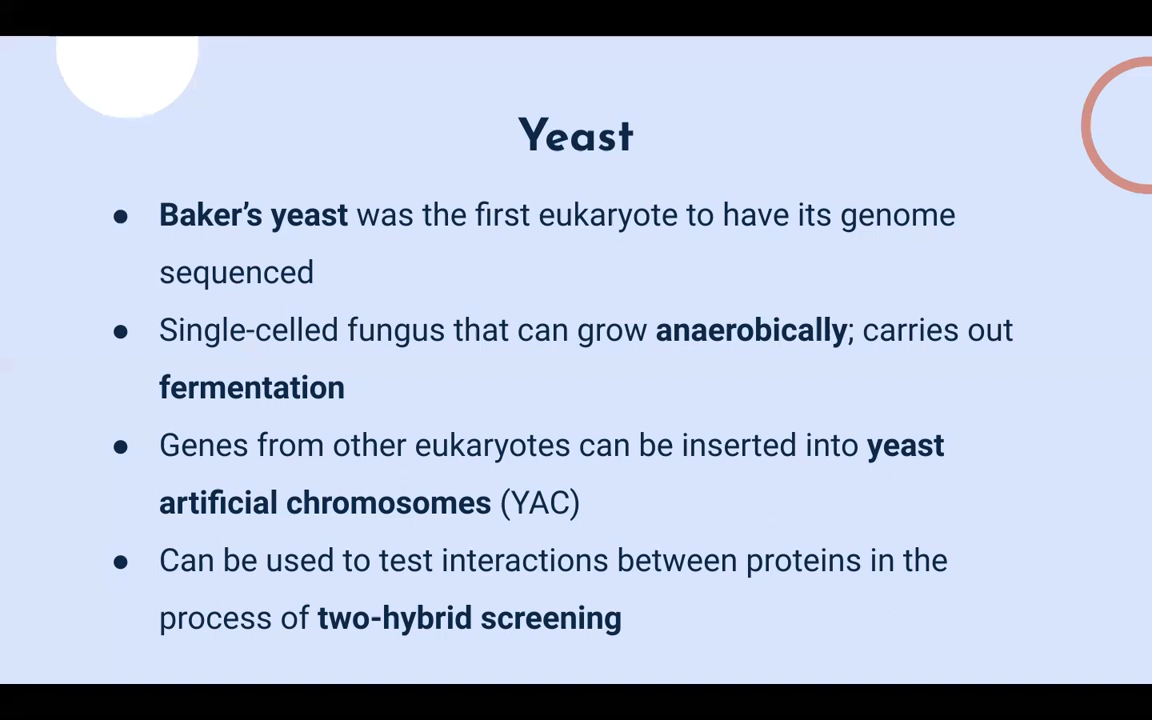 Yeast
● Baker’s yeast was the first eukaryote to have its genome
sequenced
● Single-celled fungus that can grow anaerobically; carries out
fermentation
● Genes from other eukaryotes can be inserted into yeast
artificial chromosomes (YAC)
● Can be used to test interactions between proteins in the
process of two-hybrid screening